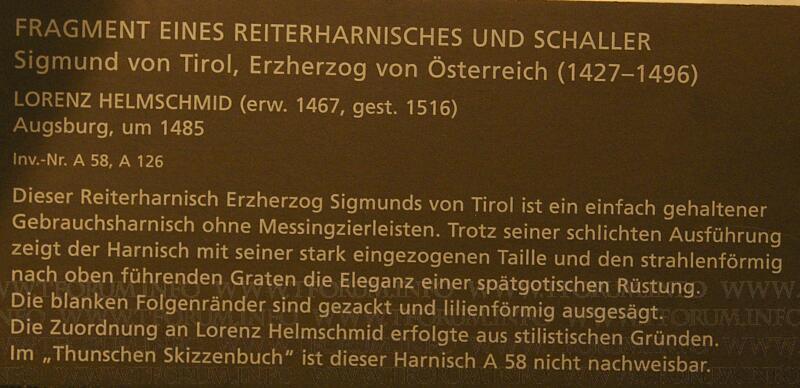 FRAGMENT EINES REITERHARNISCHES UND SCHALLER
Sigmund von Tirol, Erzherzog von Österreich (1427–1496)
LORENZ HELMSCHMID (erw. 1467, gest. 1516)
Augsburg, um 1485
Inv.-Nr. A 58, A 126
Dieser Reiterharnisch Erzherzog Sigmunds von Tirol ist ein einfach gehaltener
Gebrauchsharnisch ohne Messingzierleisten. Trotz seiner schlichten Ausführung
zeigt der Harnisch mit seiner stark eingezogenen Taille und den strahlenförmig
nach oben führenden Graten die Eleganz einer spätgotischen Rüstung.
Die blanken Folgenränder sind gezackt und lilienförmig ausgesägt.
Die Zuordnung an Lorenz Helmschmid erfolgte aus stilistischen Gründen.
Im „Thunschen Skizzenbuch“ ist dieser Harnisch A 58 nicht nachweisbar.